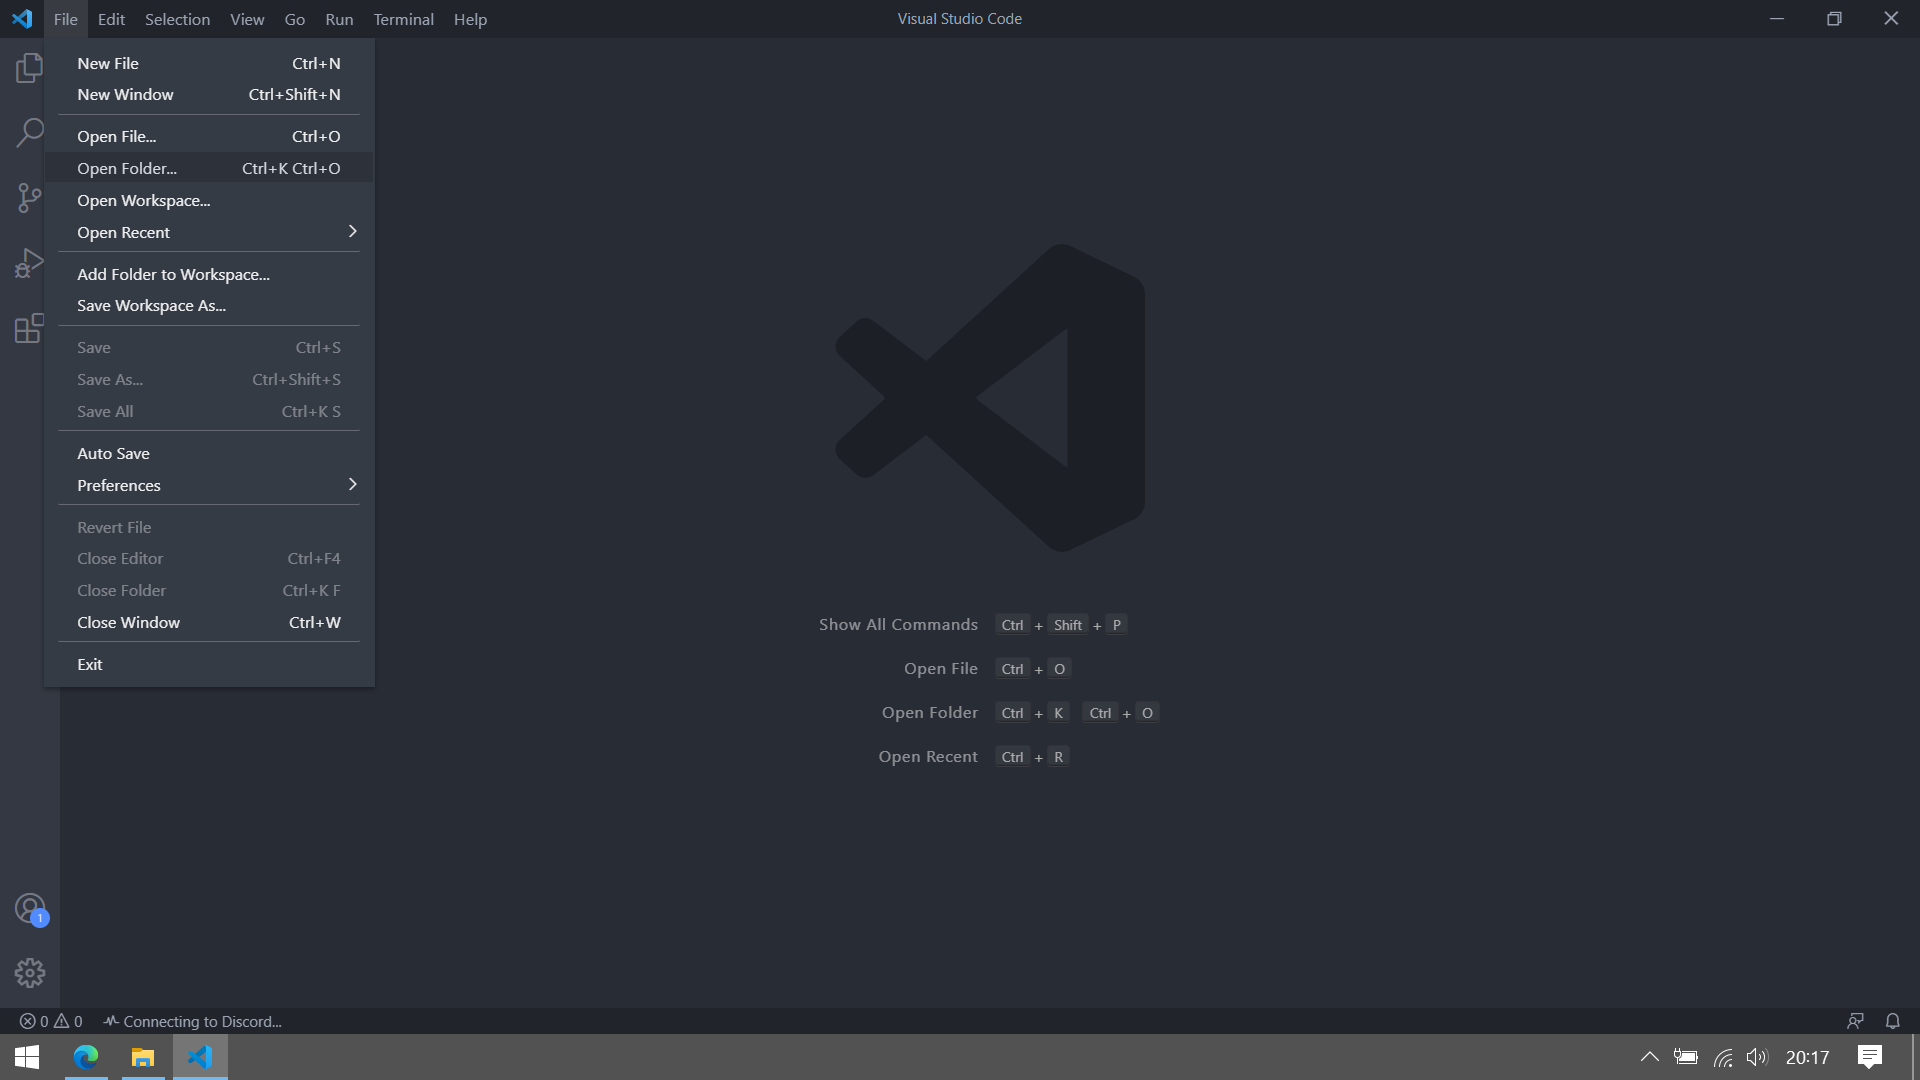 File Edit Selection View Go Run Terminal Help
Visual Studio Code
New File Ctrl+N
New Window Ctrl+Shift+N
Open File... Ctrl+O
Open Folder... Ctrl+K Ctrl+O
Open Workspace...
Open Recent
Add Folder to Workspace...
Save Workspace As...
Save Ctrl+S
Save As... Ctrl+Shift+S
Save All Ctrl+K S
Auto Save
Preferences
Revert File
Close Editor Ctrl+F4
Close Folder Ctrl+K F
Close Window Ctrl+W
Exit
Show All Commands Ctrl + Shift + P
Open File Ctrl + O
Open Folder Ctrl + K Ctrl + O
Open Recent Ctrl + R
1
0 0 Connecting to Discord...
20:17